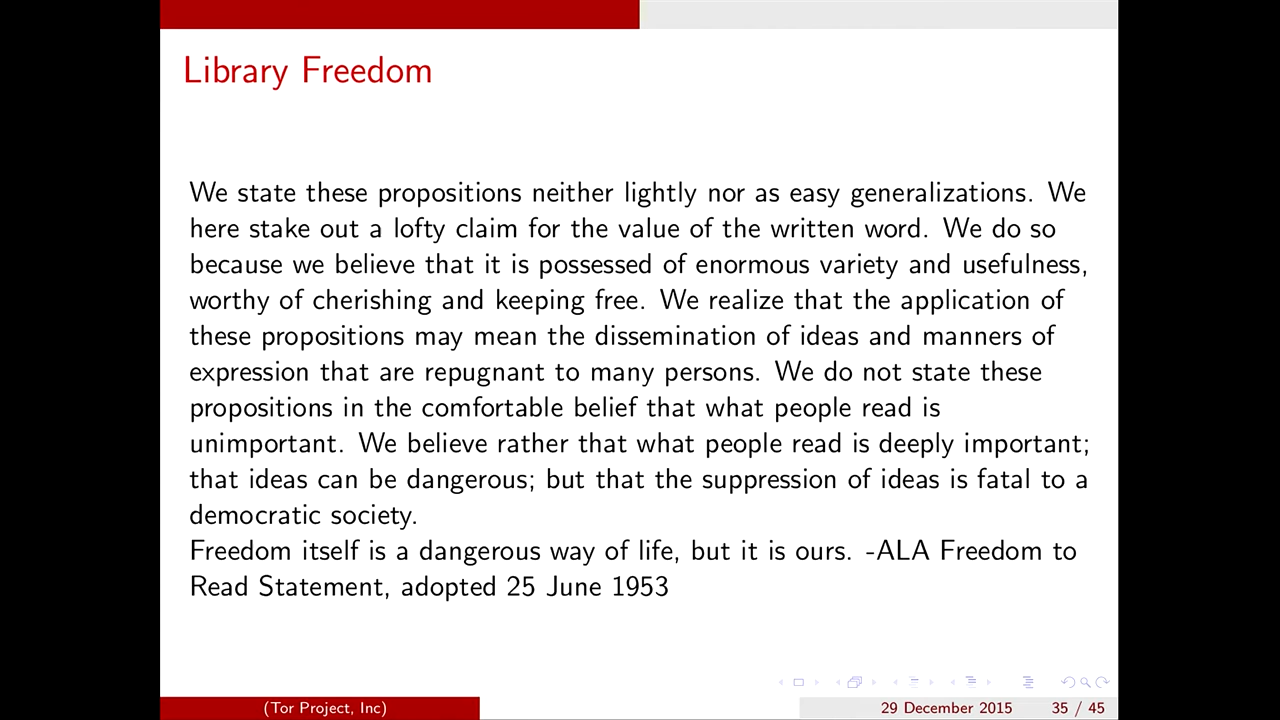 Library Freedom
We state these propositions neither lightly nor as easy generalizations. We
here stake out a lofty claim for the value of the written word. We do so
because we believe that it is possessed of enormous variety and usefulness,
worthy of cherishing and keeping free. We realize that the application of
these propositions may mean the dissemination of ideas and manners of
expression that are repugnant to many persons. We do not state these
propositions in the comfortable belief that what people read is
unimportant. We believe rather that what people read is deeply important;
that ideas can be dangerous; but that the suppression of ideas is fatal to a
democratic society.
Freedom itself is a dangerous way of life, but it is ours. -ALA Freedom to
Read Statement, adopted 25 June 1953
(Tor Project, Inc)
29 December 2015 35 / 45